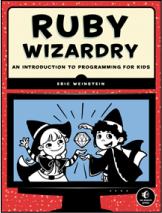 RUBY
WIZARDRY
AN INTRODUCTION TO PROGRAMMING FOR KIDS
ERIC WEINSTEIN